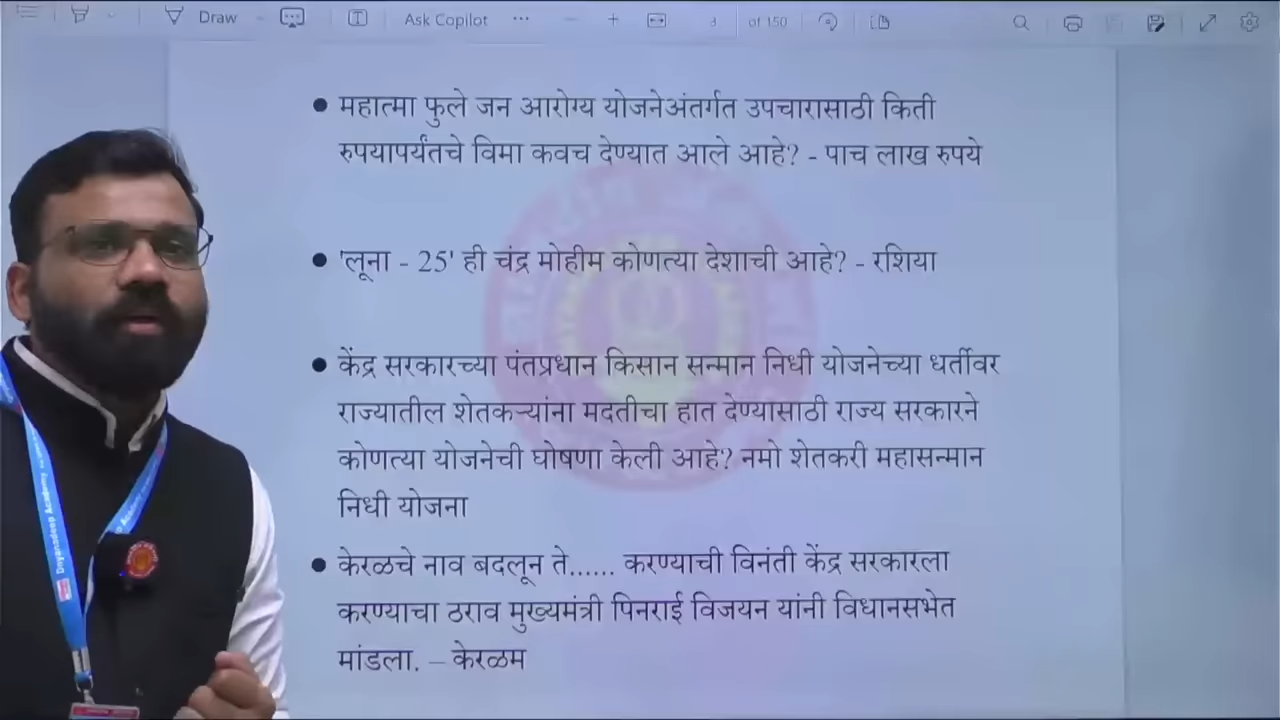 Draw
Ask Copilot
3 of 150
● महात्मा फुले जन आरोग्य योजनेअंतर्गत उपचारासाठी किती
रुपयापर्यंतचे विमा कवच देण्यात आले आहे? - पाच लाख रुपये
● 'लूना - 25' ही चंद्र मोहीम कोणत्या देशाची आहे? - रशिया
● केंद्र सरकारच्या पंतप्रधान किसान सन्मान निधी योजनेच्या धर्तीवर
राज्यातील शेतकऱ्यांना मदतीचा हात देण्यासाठी राज्य सरकारने
कोणत्या योजनेची घोषणा केली आहे? नमो शेतकरी महासन्मान
निधी योजना
● केरळचे नाव बदलून ते...... करण्याची विनंती केंद्र सरकारला
करण्याचा ठराव मुख्यमंत्री पिनराई विजयन यांनी विधानसभेत
मांडला. – केरळम
Dnyanadeep Academy